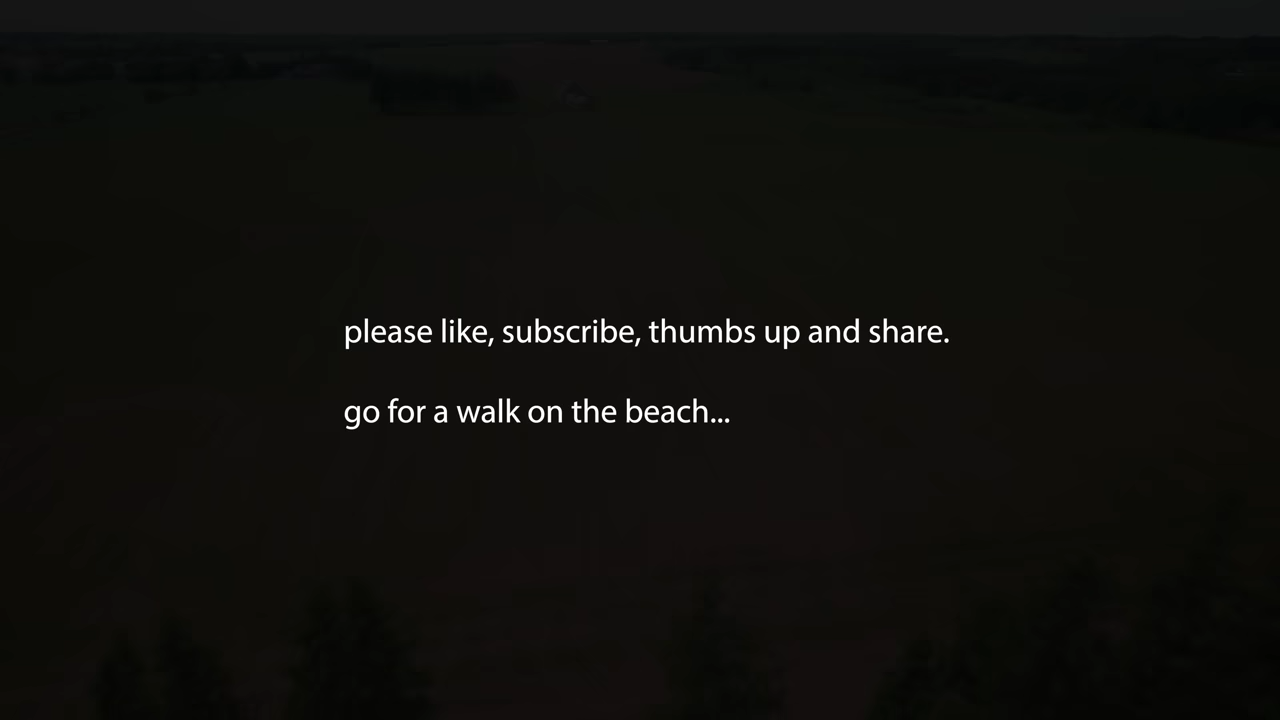 please like, subscribe, thumbs up and share.
go for a walk on the beach...